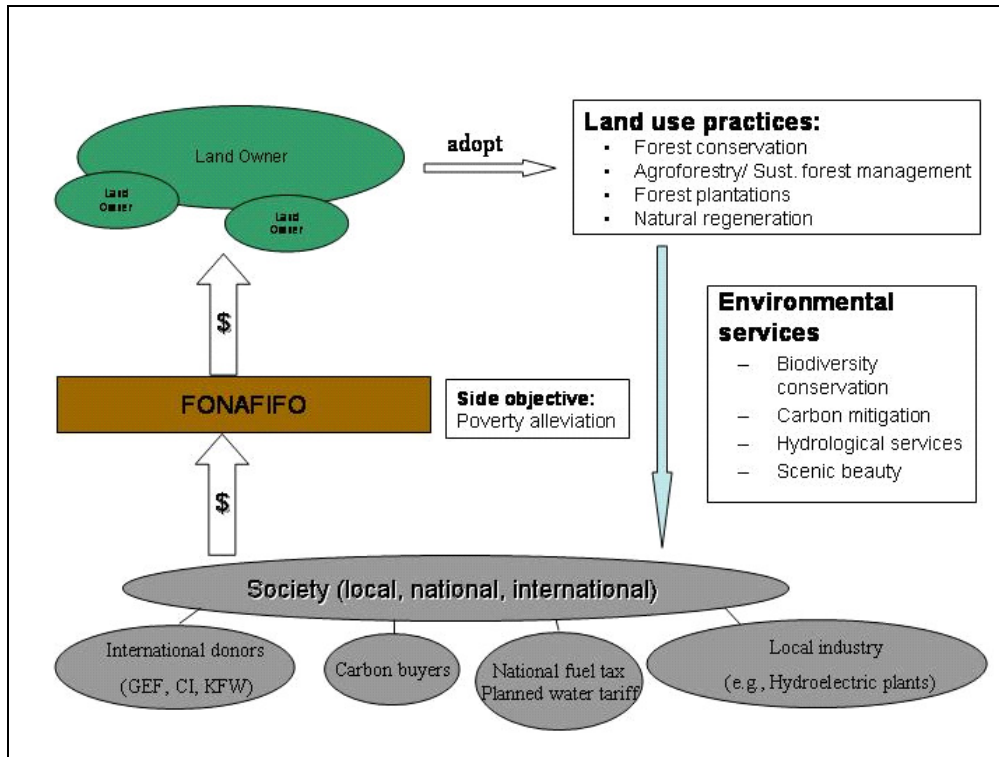 Land Owner
Land
Owner
Land
Owner
adopt
Land use practices:
▪ Forest conservation
▪ Agroforestry/ Sust. forest management
▪ Forest plantations
▪ Natural regeneration
$
Environmental
services
– Biodiversity
conservation
– Carbon mitigation
– Hydrological services
– Scenic beauty
FONAFIFO
Side objective:
Poverty alleviation
$
Society (local, national, international)
International donors
(GEF, CI, KFW)
Carbon buyers
National fuel tax
Planned water tariff
Local industry
(e.g., Hydroelectric plants)